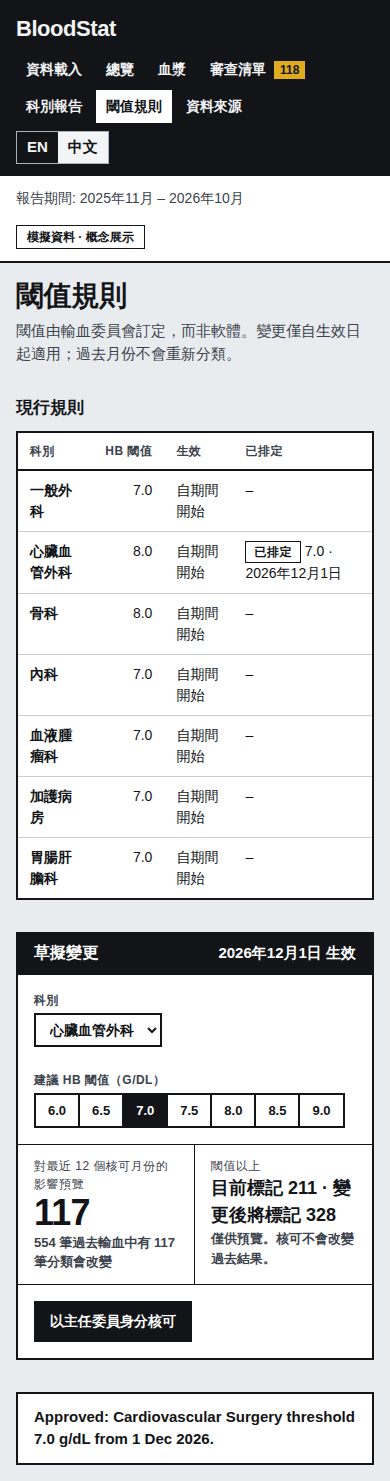 BloodStat
資料載入 總覽 血漿 審查清單 118
科別報告 閾值規則 資料來源
EN 中文
報告期間: 2025年11月 – 2026年10月
模擬資料 · 概念展示
閾值規則
閾值由輸血委員會訂定，而非軟體。變更僅自生效日
起適用；過去月份不會重新分類。
現行規則
科別 HB 閾值 生效 已排定
一般外科 7.0 自期間開始 –
心臟血管外科 8.0 自期間開始 已排定 7.0 · 2026年12月1日
骨科 8.0 自期間開始 –
內科 7.0 自期間開始 –
血液腫瘤科 7.0 自期間開始 –
加護病房 7.0 自期間開始 –
胃腸肝膽科 7.0 自期間開始 –
草擬變更 2026年12月1日 生效
科別
心臟血管外科
建議 HB 閾值（G/DL）
6.0 6.5 7.0 7.5 8.0 8.5 9.0
對最近 12 個核可月份的
影響預覽
117
554 筆過去輸血中有 117
筆分類會改變
閾值以上
目前標記 211 · 變
更後將標記 328
僅供預覽。核可不會改變
過去結果。
以主任委員身分核可
Approved: Cardiovascular Surgery threshold
7.0 g/dL from 1 Dec 2026.